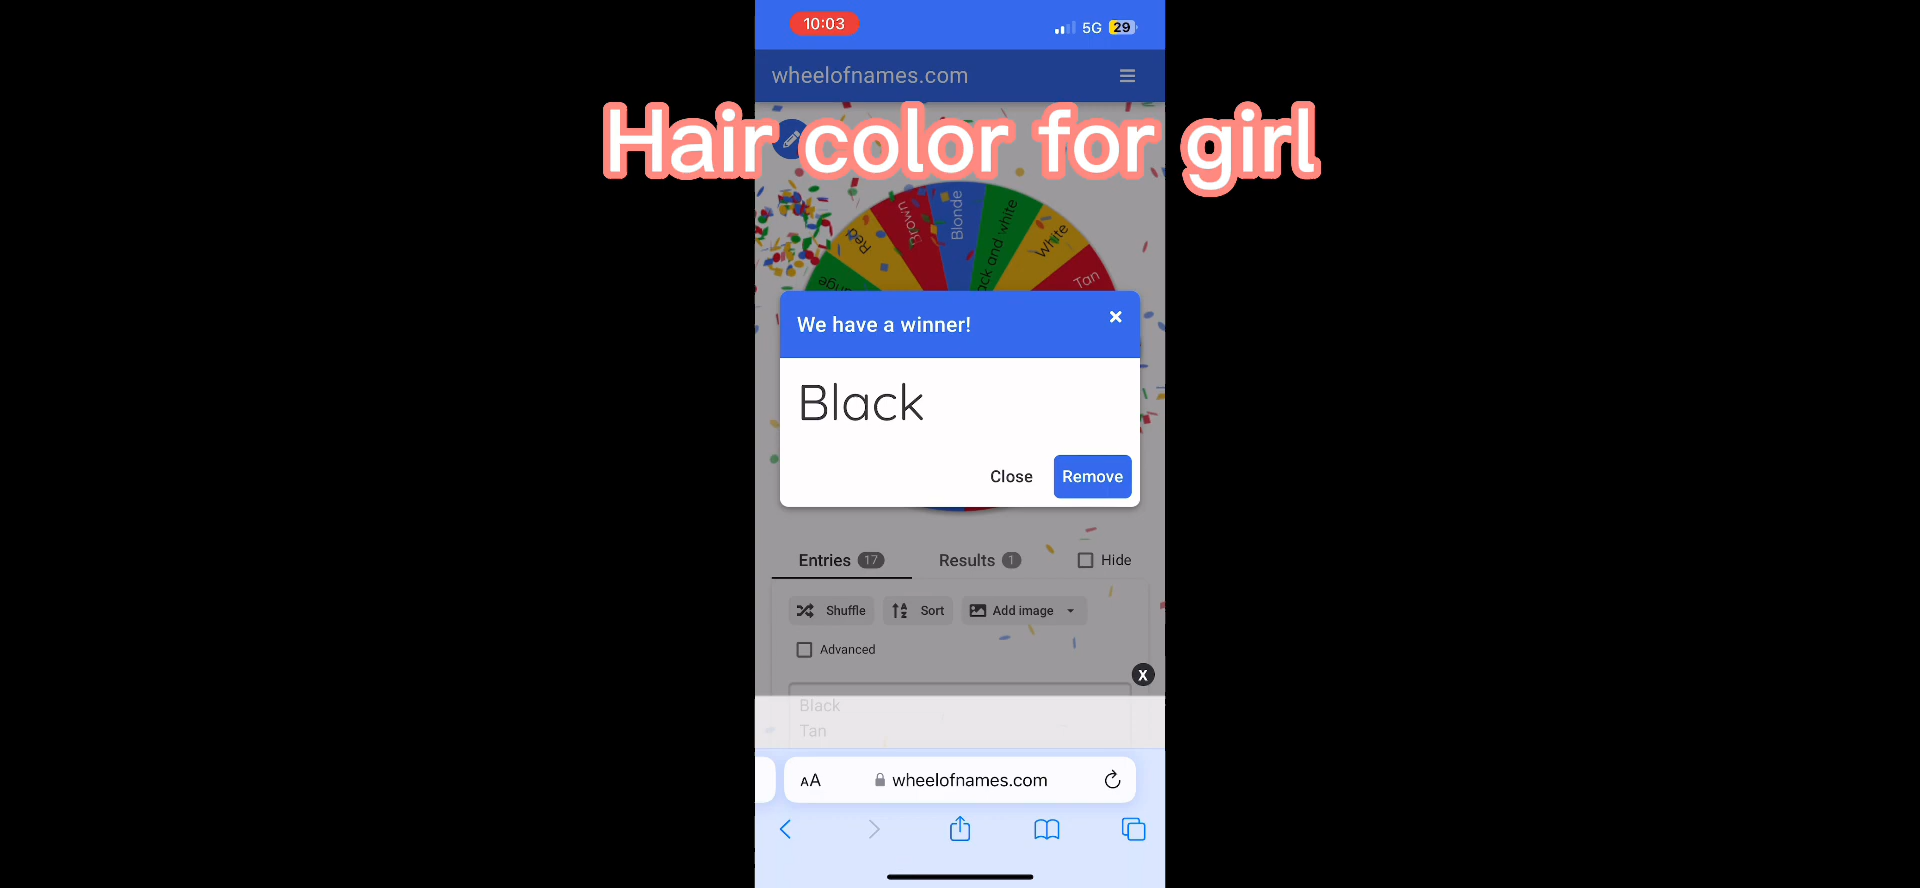 10:03
5G 29
wheelofnames.com
Hair color for girl
Red
Brown
Blonde
ck and white
White
Tan
We have a winner!
Black
Close
Remove
Entries 17
Results 1
Hide
Shuffle
Sort
Add image
Advanced
X
Black
Tan
AA
wheelofnames.com